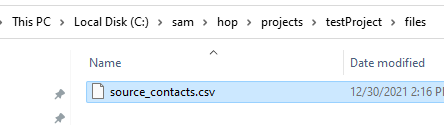 This PC > Local Disk (C:) > sam > hop > projects > testProject > files
Name Date modified
source_contacts.csv 12/30/2021 2:16 P